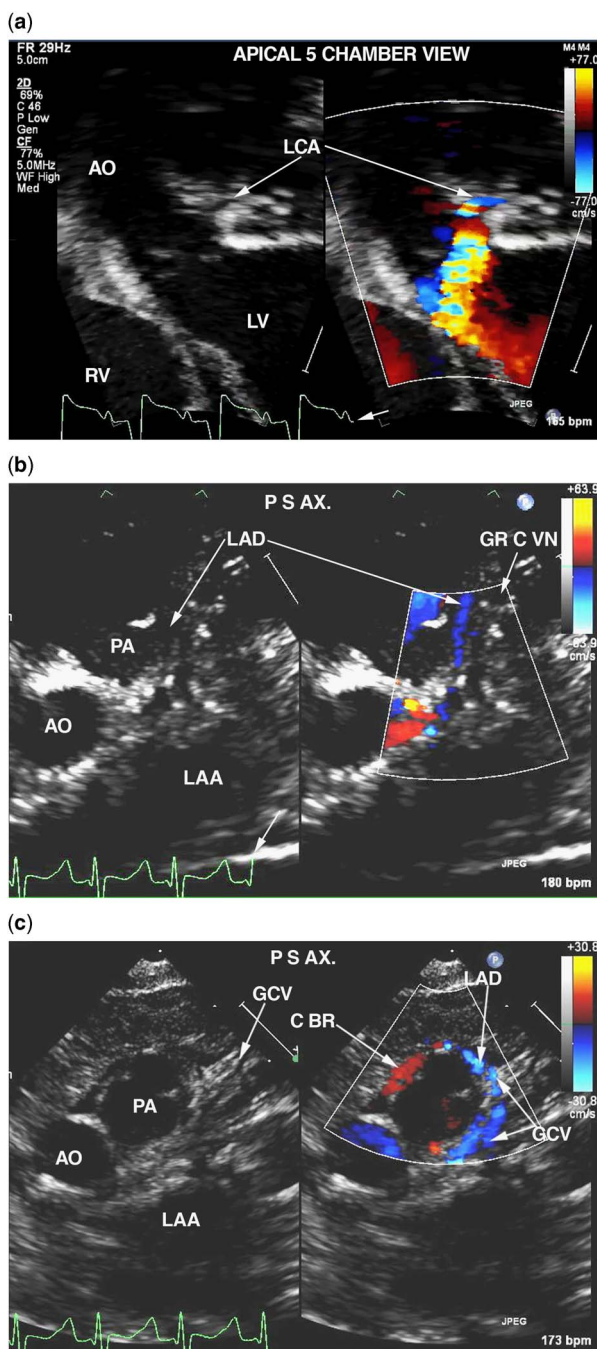 (a)
FR 29Hz
5.0cm
2D
69%
C 46
P Low
Gen
CF
77%
5.0MHz
WF High
Med
APICAL 5 CHAMBER VIEW
M4 M4
+77.0
-77.0
cm/s
AO
LCA
LV
RV
JPEG
165 bpm
(b)
P S AX.
+63.9
-63.9
cm/s
LAD
GR C VN
PA
AO
LAA
JPEG
180 bpm
(c)
P S AX.
P
+30.8
-30.8
cm/s
GCV
LAD
C BR
PA
GCV
AO
LAA
JPEG
173 bpm